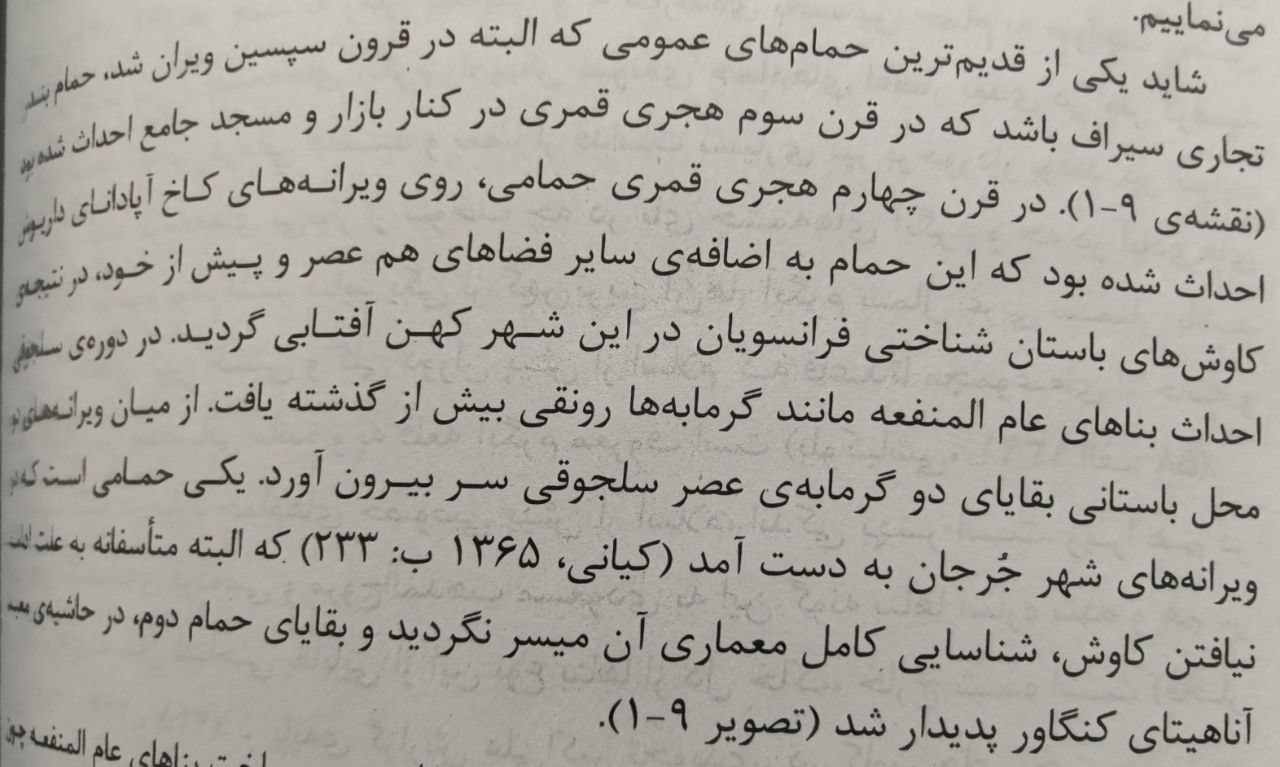 می‌نماییم.
شاید یکی از قدیم‌ترین حمام‌های عمومی که البته در قرون سپسین ویران شد، حمام بندر
تجاری سیراف باشد که در قرن سوم هجری قمری در کنار بازار و مسجد جامع احداث شده بود
(نقشه‌ی ۹-۱). در قرن چهارم هجری قمری حمامی، روی ویرانه‌های کاخ آپادانای داریوش
احداث شده بود که این حمام به اضافه‌ی سایر فضاهای هم عصر و پیش از خود، در نتیجه‌ی
کاوش‌های باستان شناختی فرانسویان در این شهر کهن آفتابی گردید. در دوره‌ی سلجوقی
احداث بناهای عام المنفعه مانند گرمابه‌ها رونقی بیش از گذشته یافت. از میان ویرانه‌های دو
محل باستانی بقایای دو گرمابه‌ی عصر سلجوقی سر بیرون آورد. یکی حمامی است که در
ویرانه‌های شهر جُرجان به دست آمد (کیانی، ۱۳۶۵ ب: ۲۳۳) که البته متأسفانه به علت
نیافتن کاوش، شناسایی کامل معماری آن میسر نگردید و بقایای حمام دوم، در حاشیه‌ی معبد
آناهیتای کنگاور پدیدار شد (تصویر ۹-۱).
بناهای عام المنفعه چون